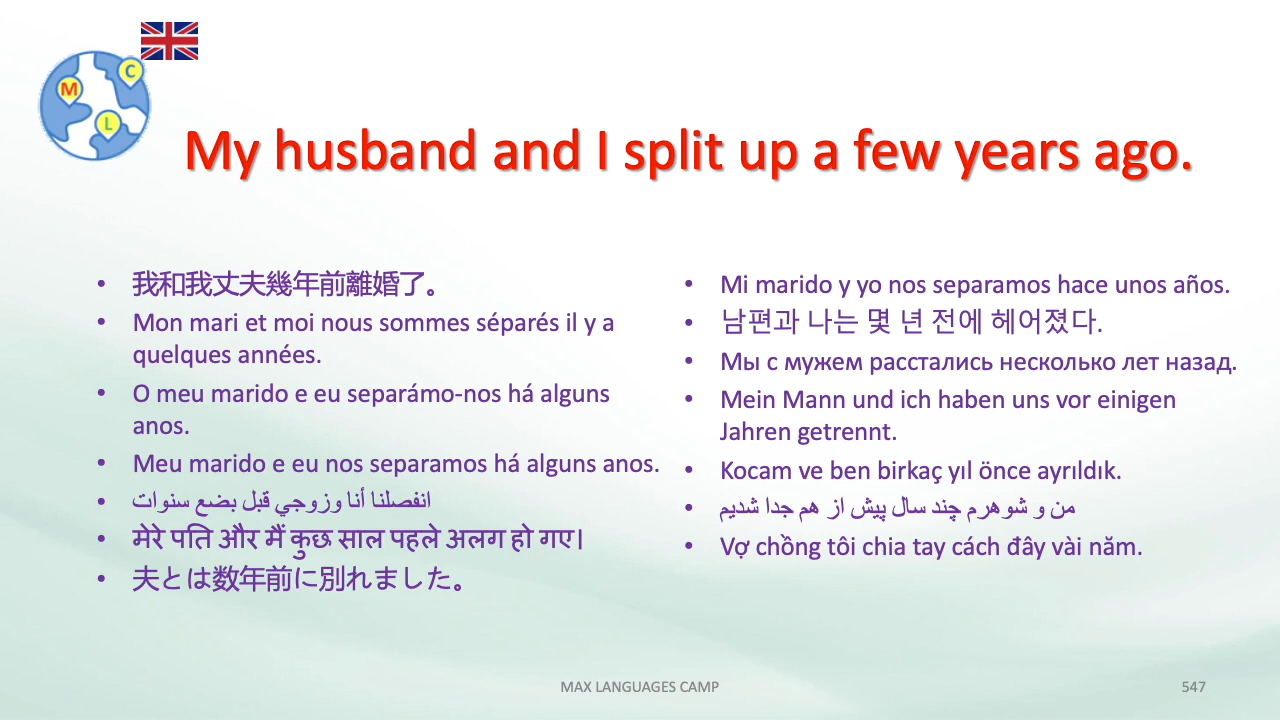 C
M
L
My husband and I split up a few years ago.
• 我和我丈夫幾年前離婚了。
• Mon mari et moi nous sommes séparés il y a
quelques années.
• O meu marido e eu separámo-nos há alguns
anos.
• Meu marido e eu nos separamos há alguns anos.
• انفصلنا أنا وزوجي قبل بضع سنوات
• मेरे पति और मैं कुछ साल पहले अलग हो गए।
• 夫とは数年前に別れました。
• Mi marido y yo nos separamos hace unos años.
• 남편과 나는 몇 년 전에 헤어졌다.
• Мы с мужем расстались несколько лет назад.
• Mein Mann und ich haben uns vor einigen
Jahren getrennt.
• Kocam ve ben birkaç yıl önce ayrıldık.
• من و شوهرم چند سال پیش از هم جدا شدیم
• Vợ chồng tôi chia tay cách đây vài năm.
MAX LANGUAGES CAMP
547